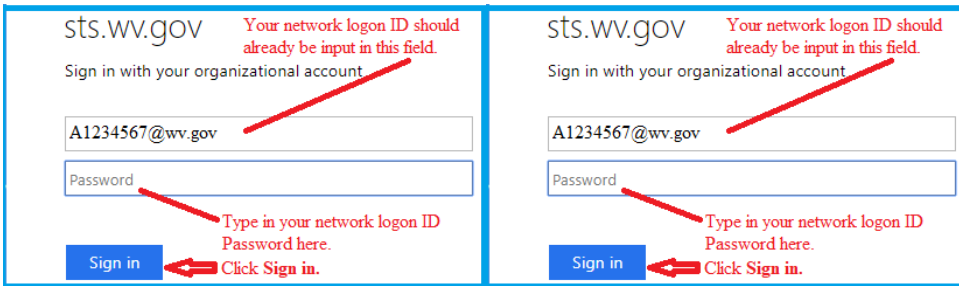 sts.wv.gov
Your network logon ID should
already be input in this field.
Sign in with your organizational account
A1234567@wv.gov
Password
Type in your network logon ID
Password here.
Sign in
Click Sign in.
sts.wv.gov
Your network logon ID should
already be input in this field.
Sign in with your organizational account
A1234567@wv.gov
Password
Type in your network logon ID
Password here.
Sign in
Click Sign in.